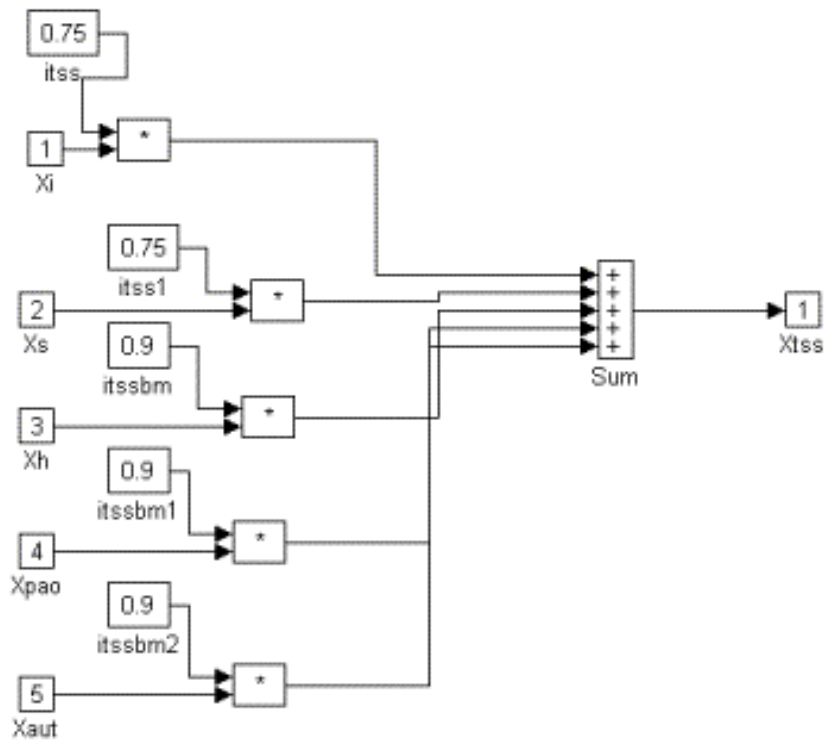 0.75
itss
*
1
Xi
0.75
itss1
*
2
Xs
0.9
itssbm
*
3
Xh
0.9
itssbm1
*
4
Xpao
0.9
itssbm2
*
5
Xaut
+
+
+
+
+
Sum
1
Xtss